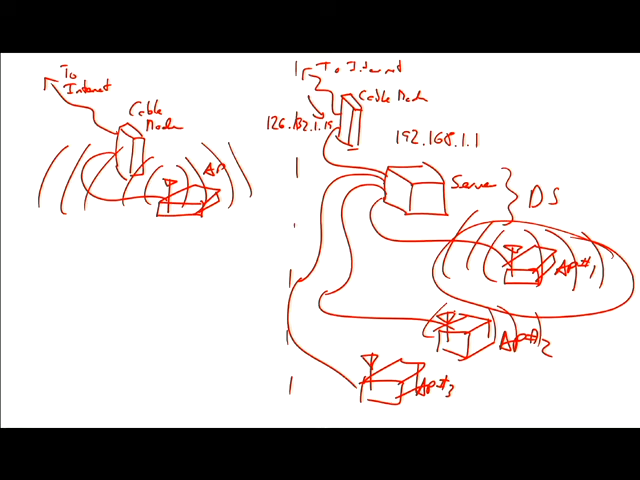 To
Internet
Cable
Modem
AP
To Internet
Cable Modem
126.132.1.19
192.168.1.1
Server
DS
AP#1
AP#2
AP#3